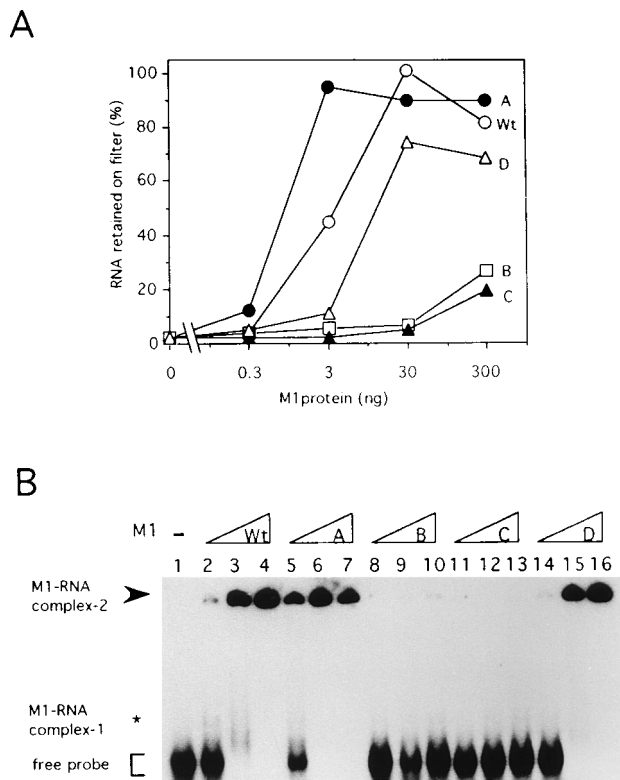 A
RNA retained on filter (%)
100
80
60
40
20
0
A
Wt
D
B
C
0 0.3 3 30 300
M1protein (ng)
B
M1 – Wt A B C D
1 2 3 4 5 6 7 8 9 10 11 12 13 14 15 16
M1-RNA
complex-2
M1-RNA
complex-1 *
free probe